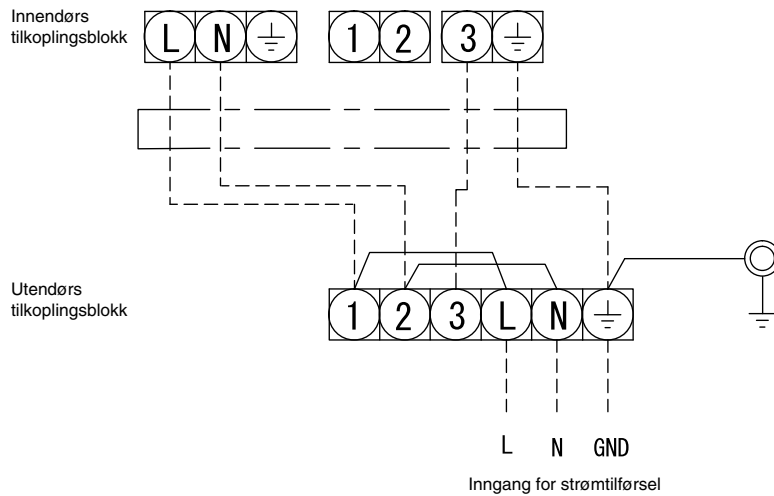 Innendørs
tilkoplingsblokk
L N 1 2 3
Utendørs
tilkoplingsblokk
1 2 3 L N
L N GND
Inngang for strømtilførsel